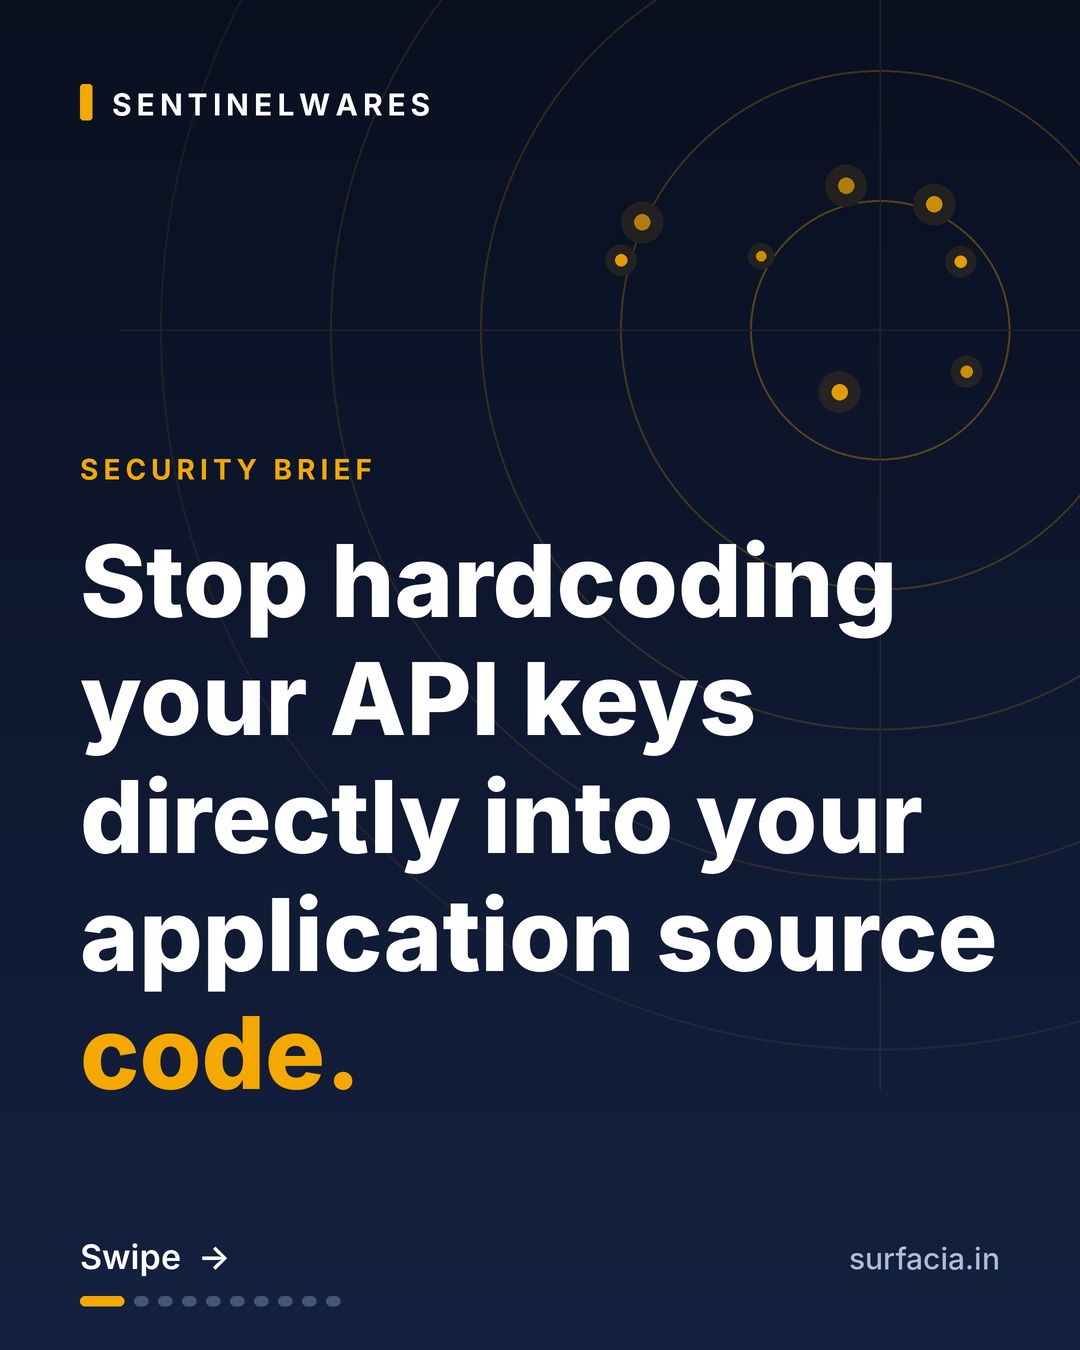 SENTINELWARES
SECURITY BRIEF
Stop hardcoding
your API keys
directly into your
application source
code.
Swipe →
surfacia.in